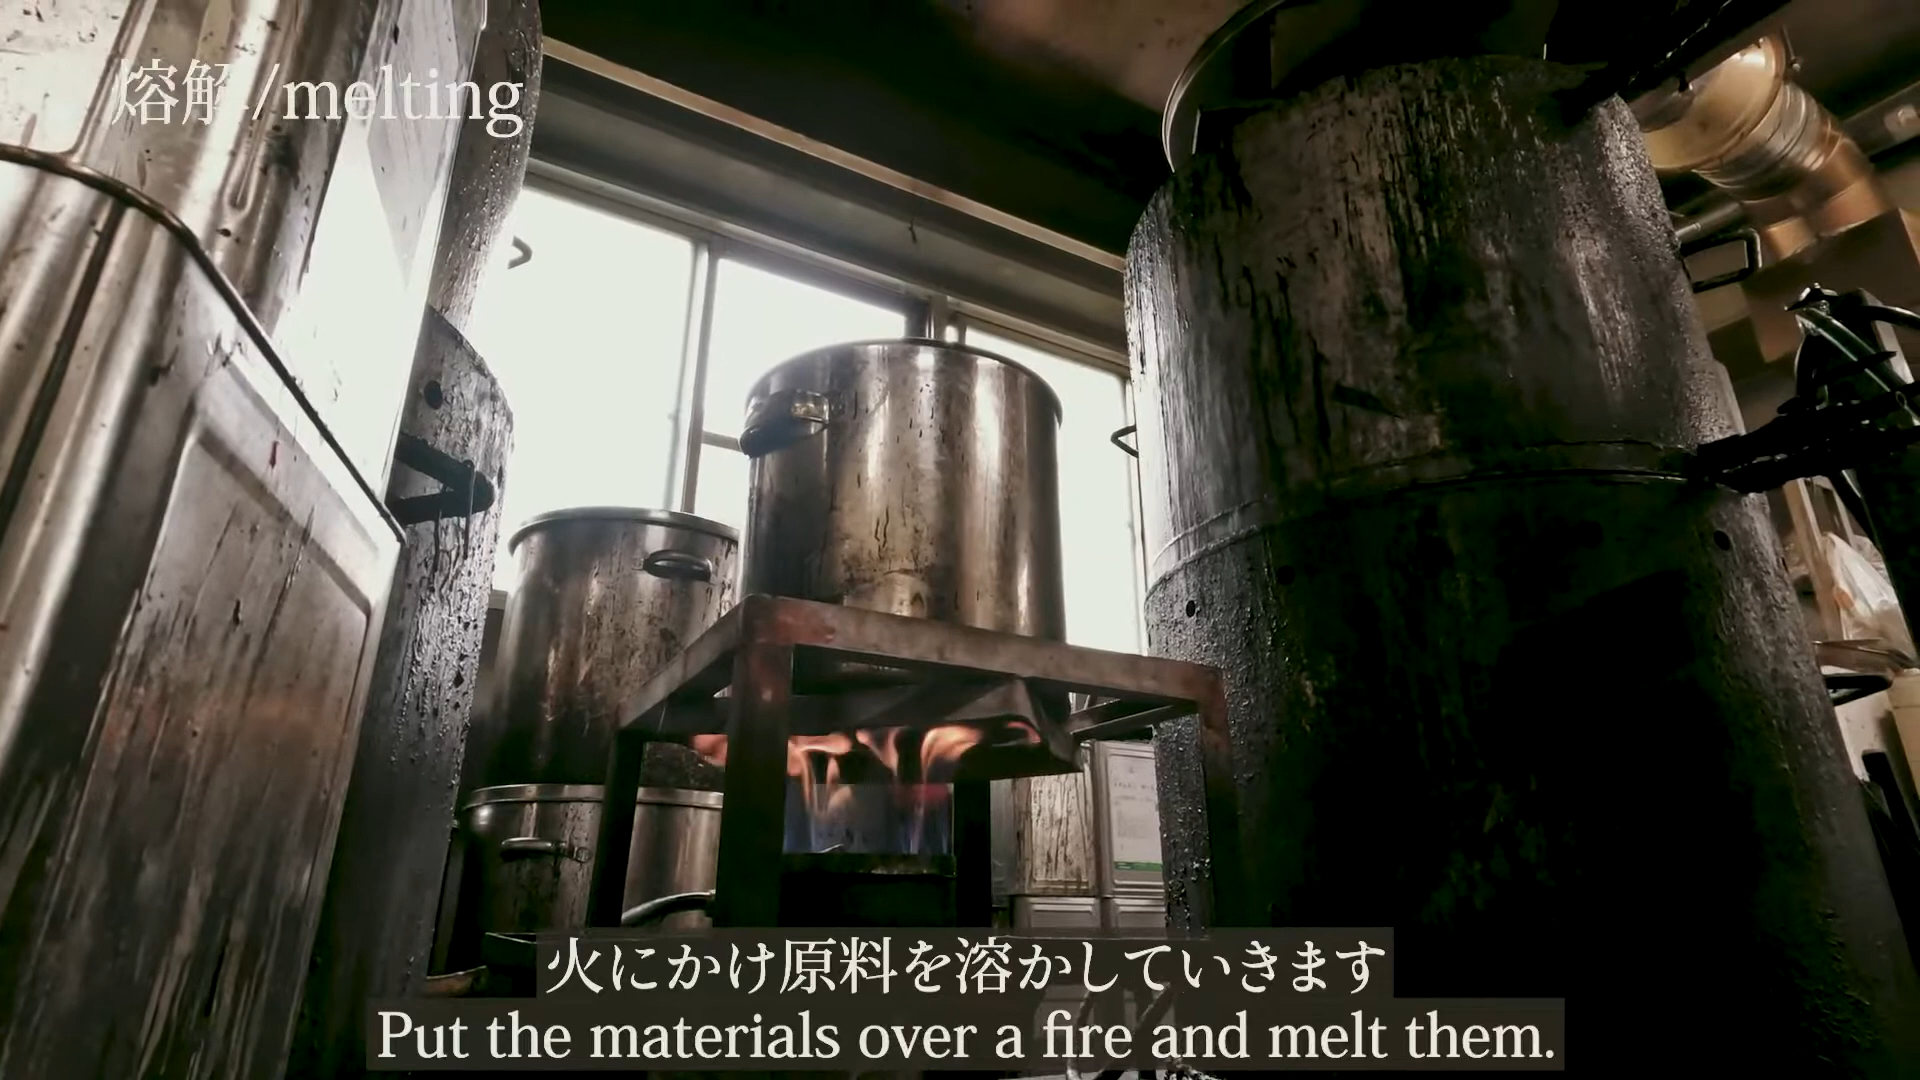 熔解/melting
火にかけ原料を溶かしていきます
Put the materials over a fire and melt them.